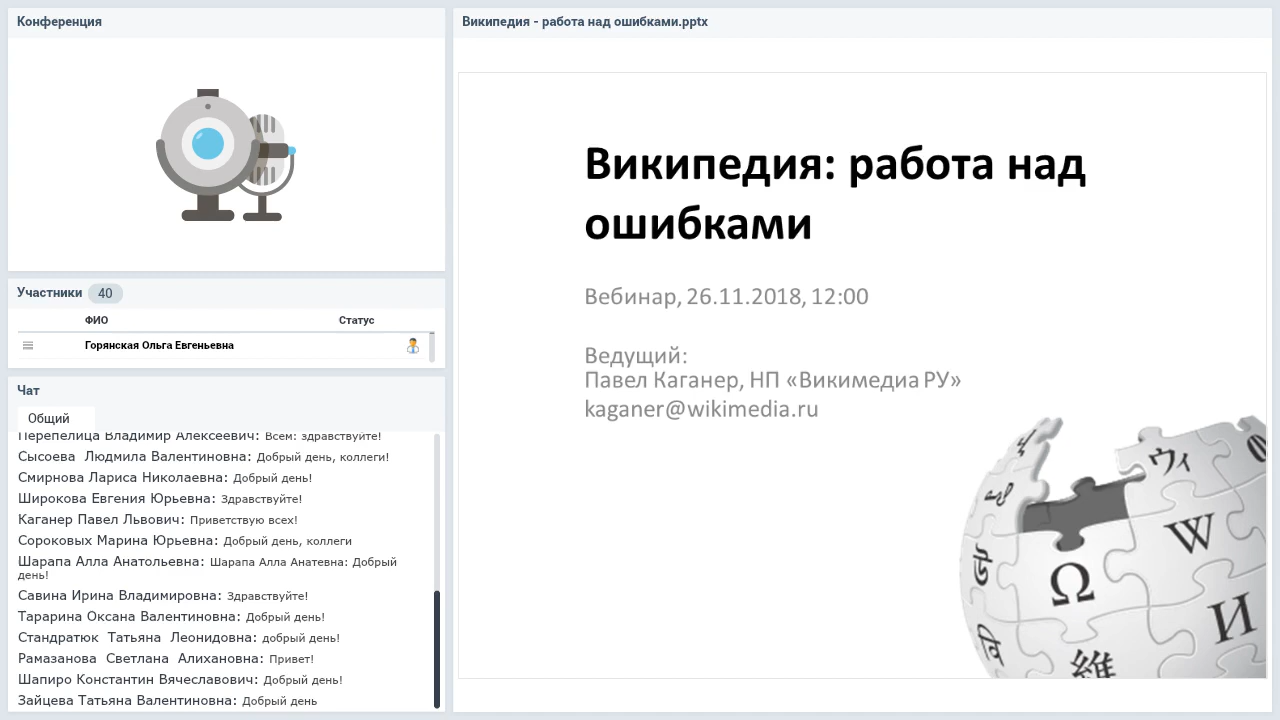 Конференция
Участники 40
ФИО Статус
Горянская Ольга Евгеньевна
Чат
Общий
Перепелица Владимир Алексеевич: Всем: здравствуйте!
Сысоева Людмила Валентиновна: Добрый день, коллеги!
Смирнова Лариса Николаевна: Добрый день!
Широкова Евгения Юрьевна: Здравствуйте!
Каганер Павел Львович: Приветствую всех!
Сороковых Марина Юрьевна: Добрый день, коллеги
Шарапа Алла Анатольевна: Шарапа Алла Анатевна: Добрый
день!
Савина Ирина Владимировна: Здравствуйте!
Тарарина Оксана Валентиновна: Добрый день!
Стандратюк Татьяна Леонидовна: добрый день!
Рамазанова Светлана Алихановна: Привет!
Шапиро Константин Вячеславович: Добрый день!
Зайцева Татьяна Валентиновна: Добрый день
Википедия - работа над ошибками.pptx
Википедия: работа над
ошибками
Вебинар, 26.11.2018, 12:00
Ведущий:
Павел Каганер, НП «Викимедиа РУ»
kaganer@wikimedia.ru
ウィ
W
Ω
И
維